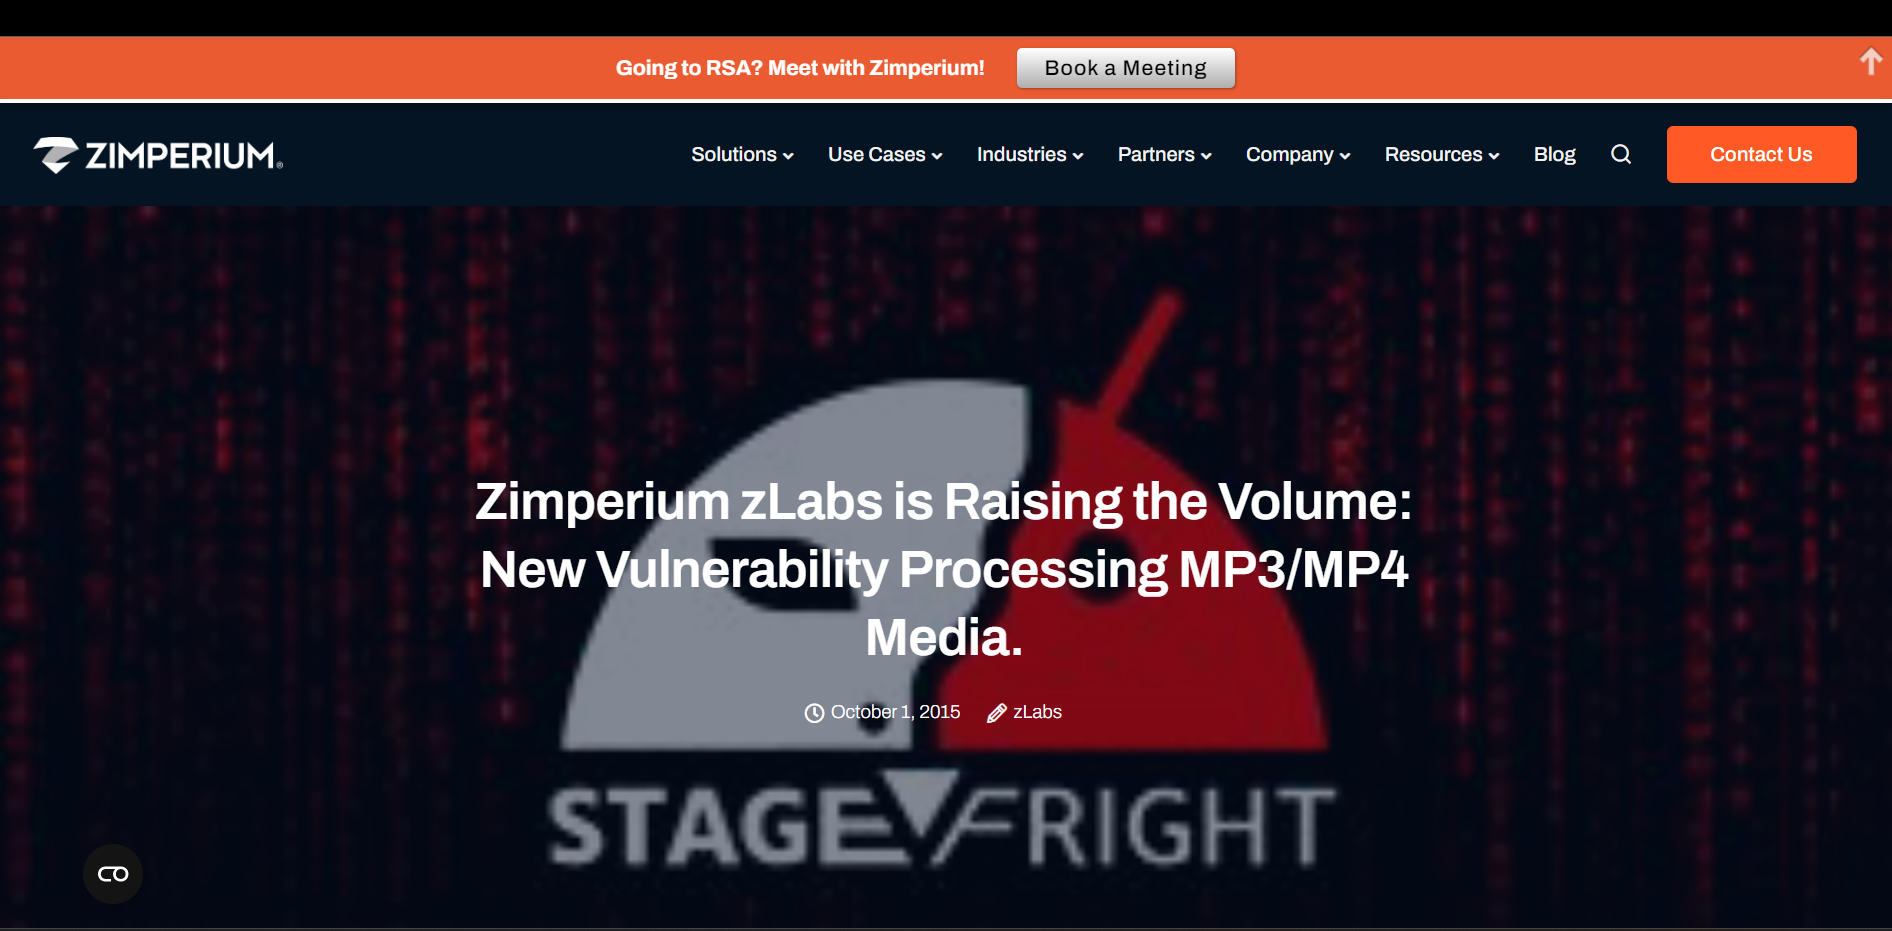 Going to RSA? Meet with Zimperium! Book a Meeting
ZIMPERIUM® Solutions Use Cases Industries Partners Company Resources Blog Contact Us
Zimperium zLabs is Raising the Volume:
New Vulnerability Processing MP3/MP4
Media.
October 1, 2015 zLabs
STAGEFRIGHT